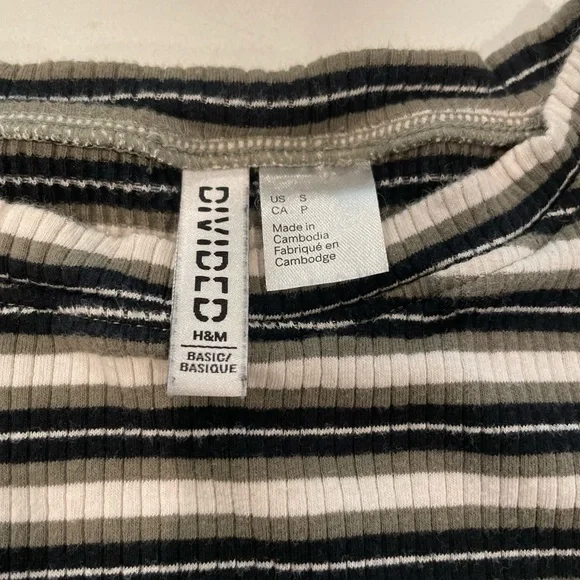 DIVIDED
H&M
BASIC/
BASIQUE
US S
CA P
Made in
Cambodia
Fabriqué en
Cambodge